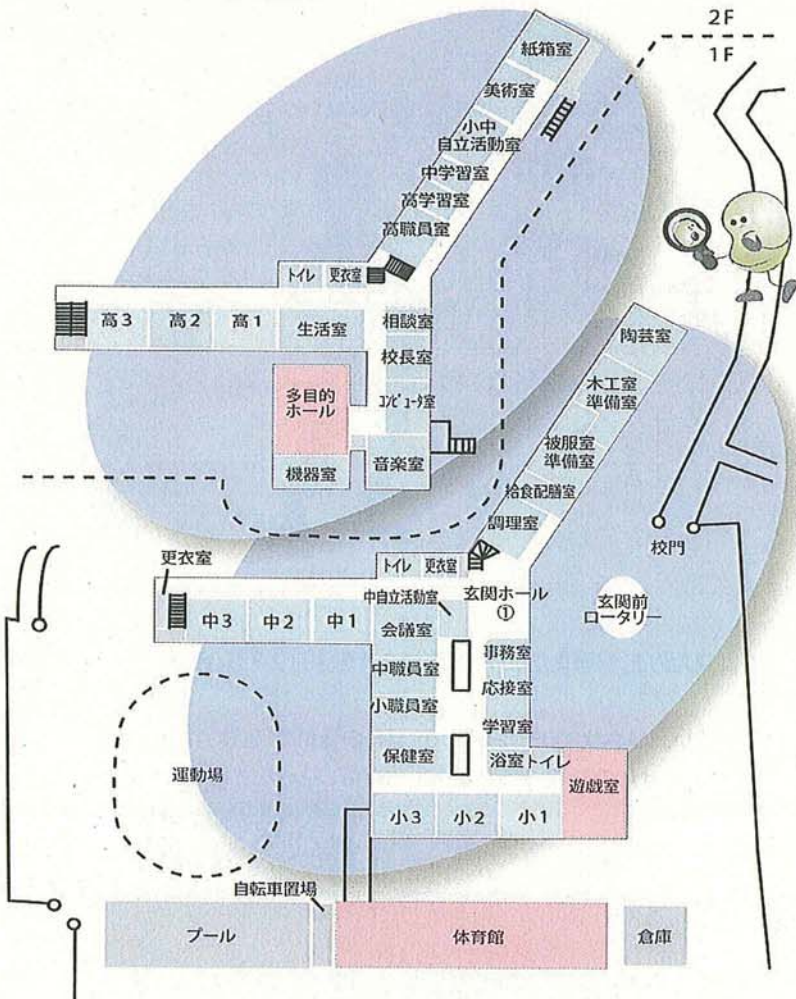 2F
1F
紙箱室
美術室
小中
自立活動室
中学習室
高学習室
高職員室
トイレ
更衣室
高3
高2
高1
生活室
相談室
校長室
コンピュータ室
多目的
ホール
機器室
音楽室
陶芸室
木工室
準備室
被服室
準備室
給食配膳室
調理室
校門
玄関前
ロータリー
更衣室
トイレ
更衣室
中自立活動室
玄関ホール
①
中3
中2
中1
会議室
中職員室
小職員室
保健室
事務室
応接室
学習室
浴室
トイレ
遊戯室
小3
小2
小1
運動場
自転車置場
プール
体育館
倉庫